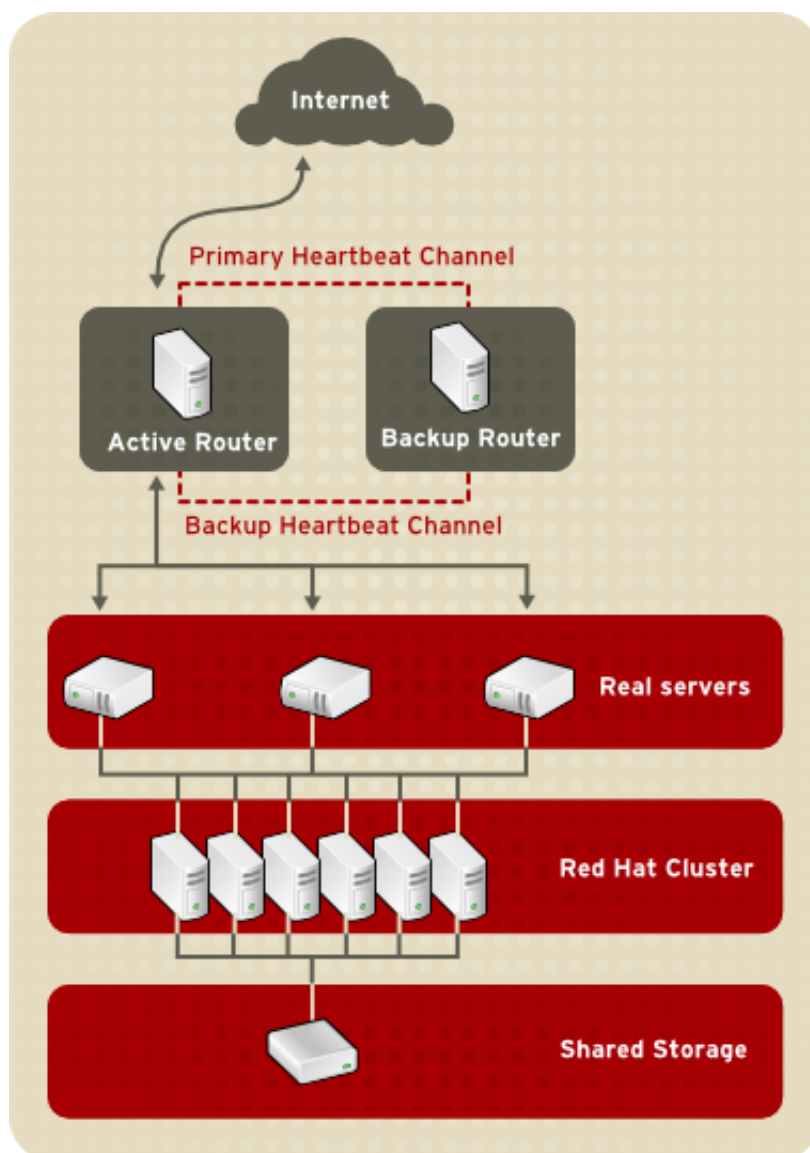 Internet
Primary Heartbeat Channel
Active Router
Backup Router
Backup Heartbeat Channel
Real servers
Red Hat Cluster
Shared Storage